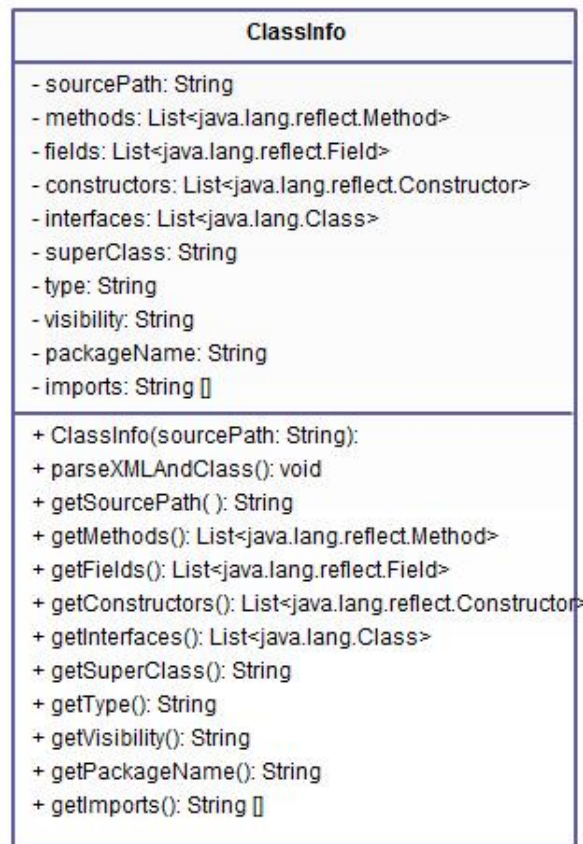 ClassInfo
- sourcePath: String
- methods: List<java.lang.reflect.Method>
- fields: List<java.lang.reflect.Field>
- constructors: List<java.lang.reflect.Constructor>
- interfaces: List<java.lang.Class>
- superClass: String
- type: String
- visibility: String
- packageName: String
- imports: String []
+ ClassInfo(sourcePath: String):
+ parseXMLAndClass(): void
+ getSourcePath( ): String
+ getMethods(): List<java.lang.reflect.Method>
+ getFields(): List<java.lang.reflect.Field>
+ getConstructors(): List<java.lang.reflect.Constructor>
+ getInterfaces(): List<java.lang.Class>
+ getSuperClass(): String
+ getType(): String
+ getVisibility(): String
+ getPackageName(): String
+ getImports(): String []